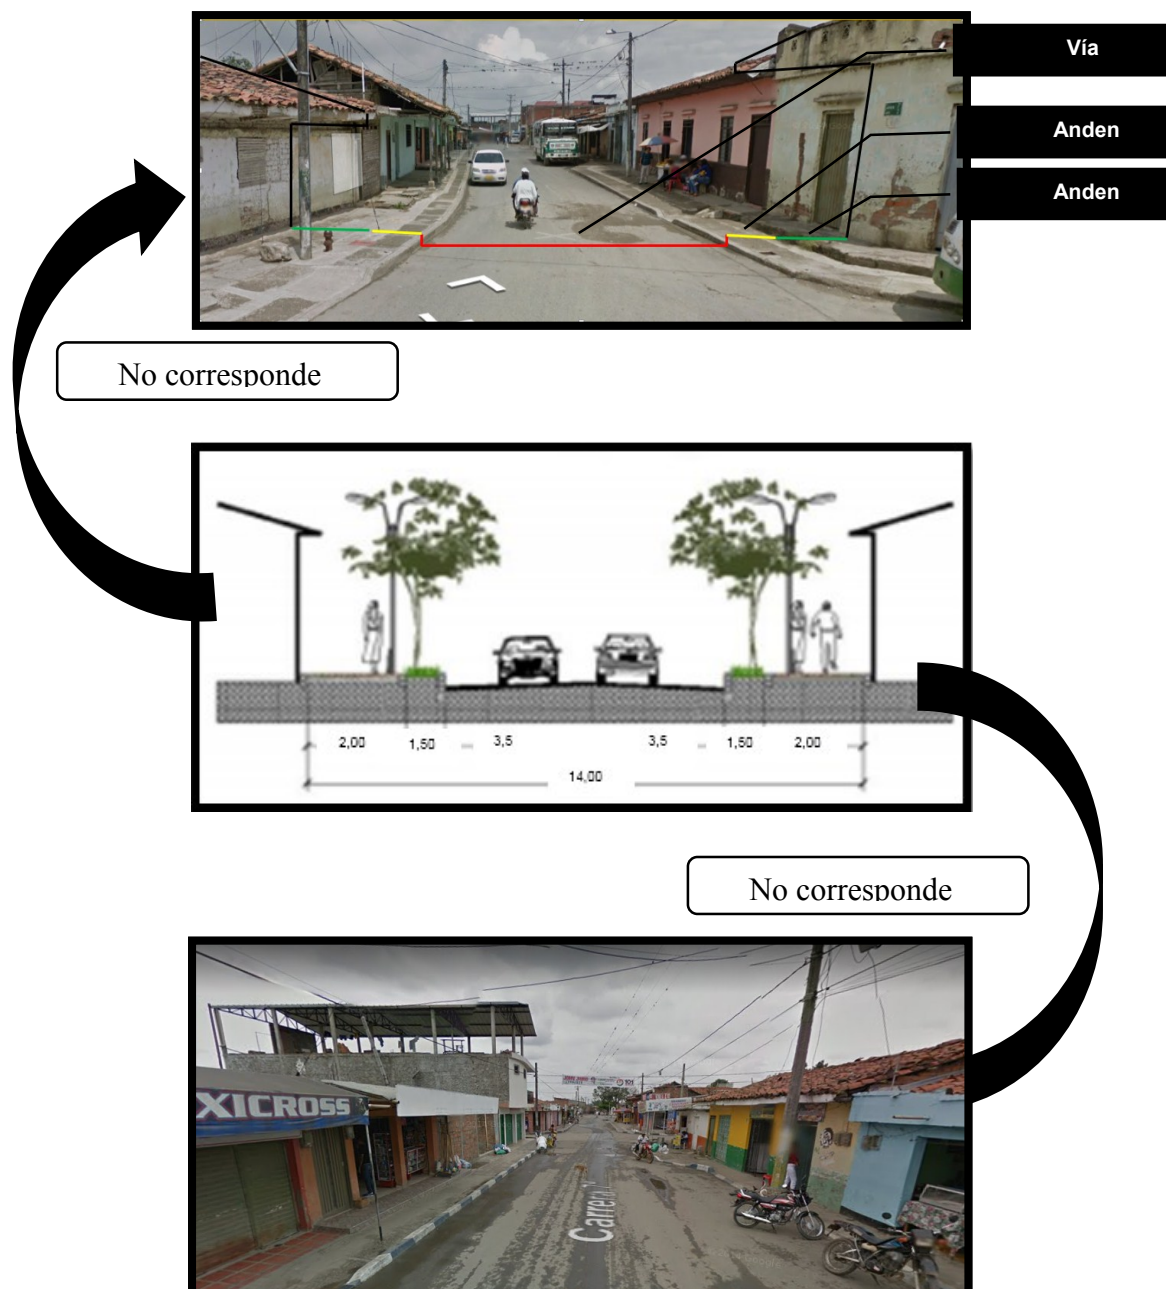 Vía
Anden
Anden
No corresponde
2,00 1,50 3,5 3,5 1,50 2,00
14,00
No corresponde
XICROSS
Carrera